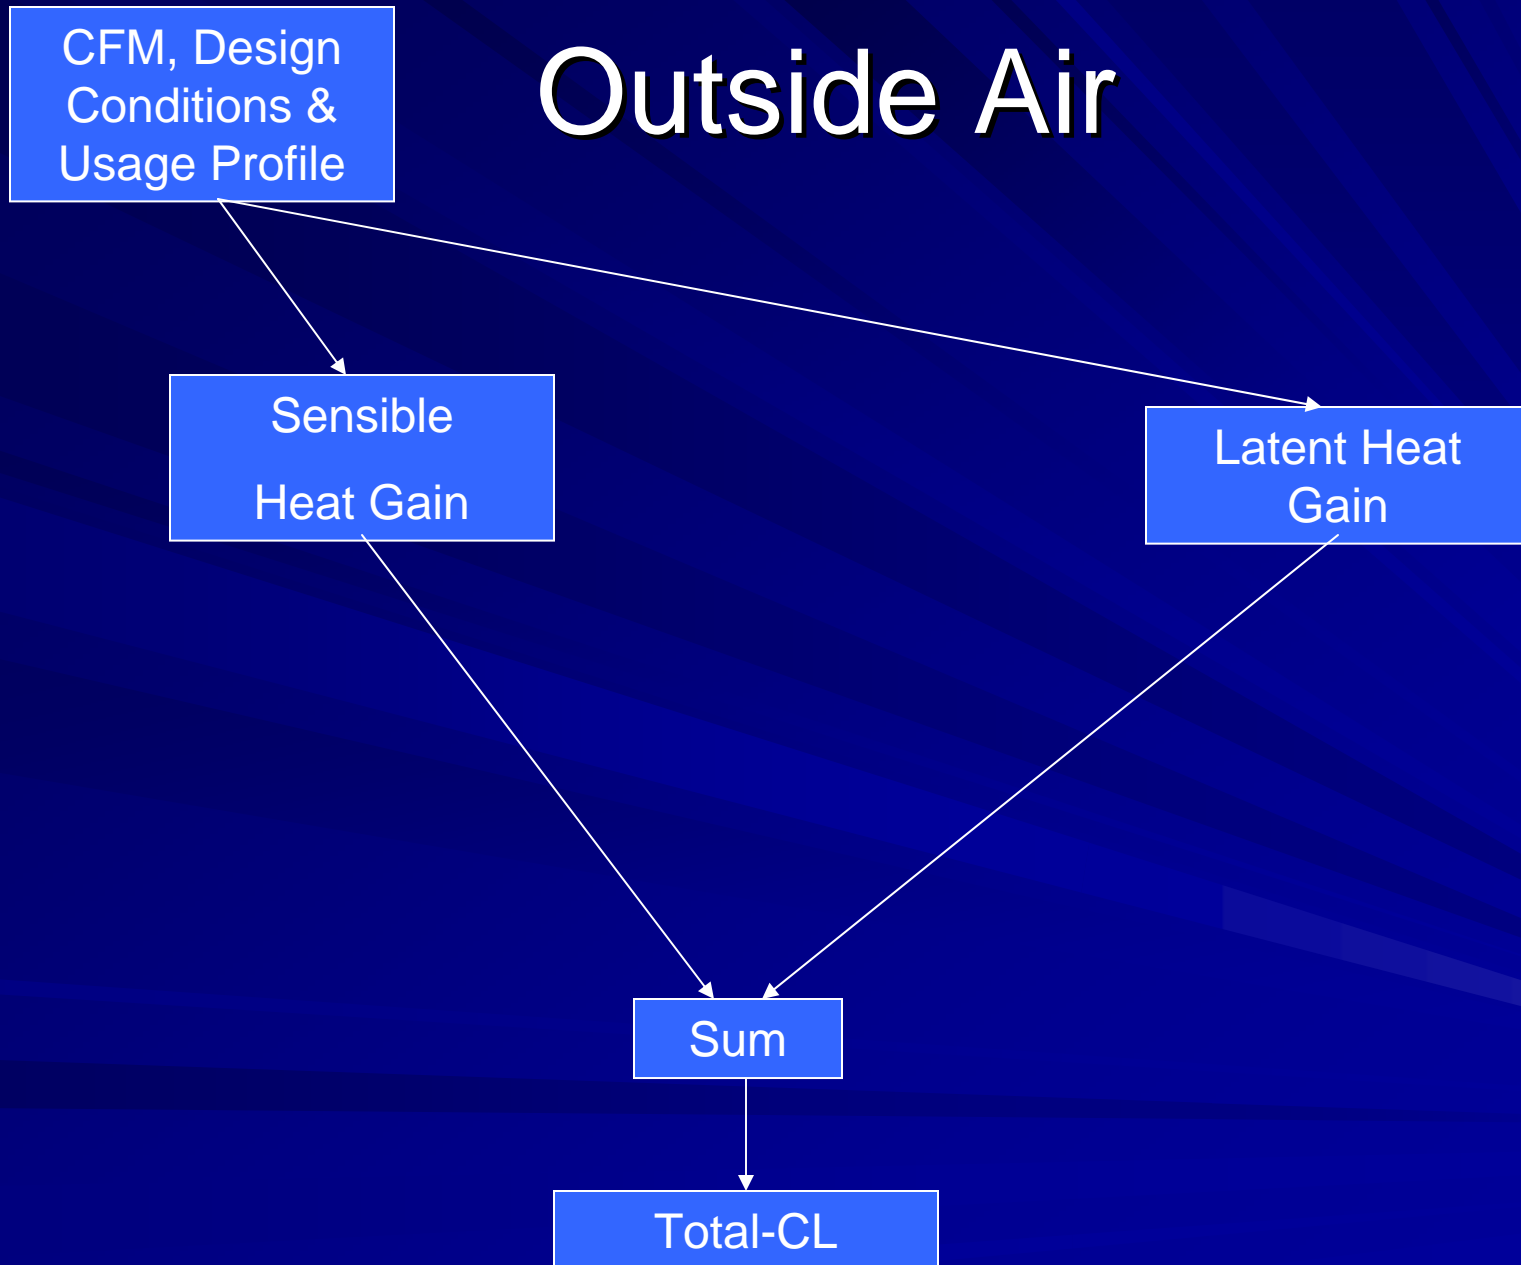 CFM, Design
Conditions &
Usage Profile
Outside Air
Sensible
Heat Gain
Latent Heat
Gain
Sum
Total-CL